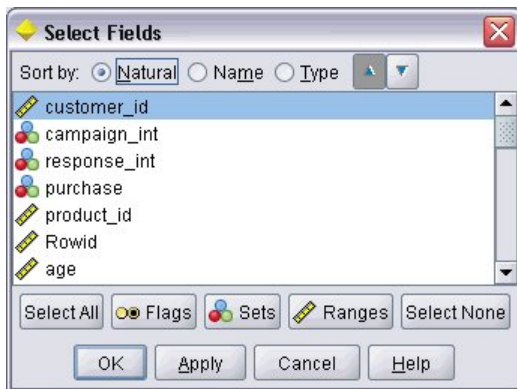 Select Fields
Sort by: Natural Name Type
customer_id
campaign_int
response_int
purchase
product_id
Rowid
age
Select All Flags Sets Ranges Select None
OK Apply Cancel Help